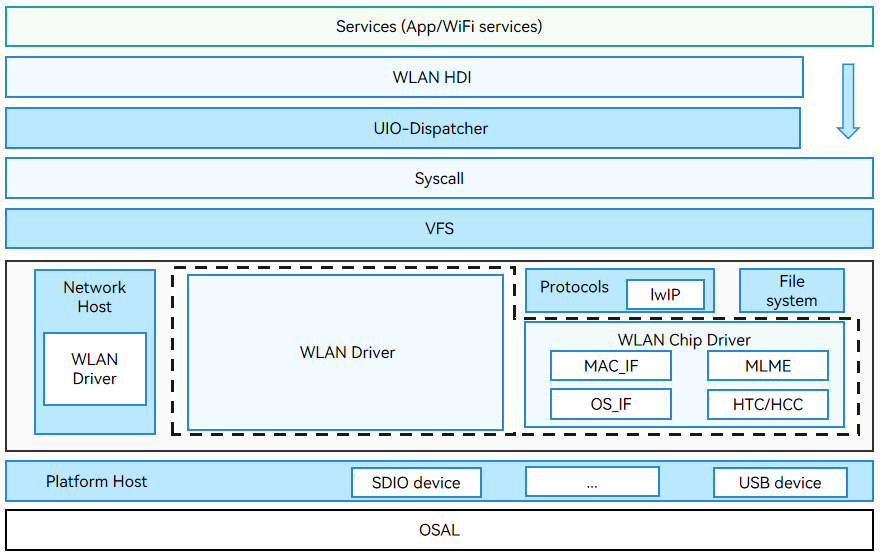 Services (App/WiFi services)
WLAN HDI
UIO-Dispatcher
Syscall
VFS
Network
Host
WLAN
Driver
WLAN Driver
Protocols
lwIP
File
system
WLAN Chip Driver
MAC_IF
MLME
OS_IF
HTC/HCC
Platform Host
SDIO device
...
USB device
OSAL